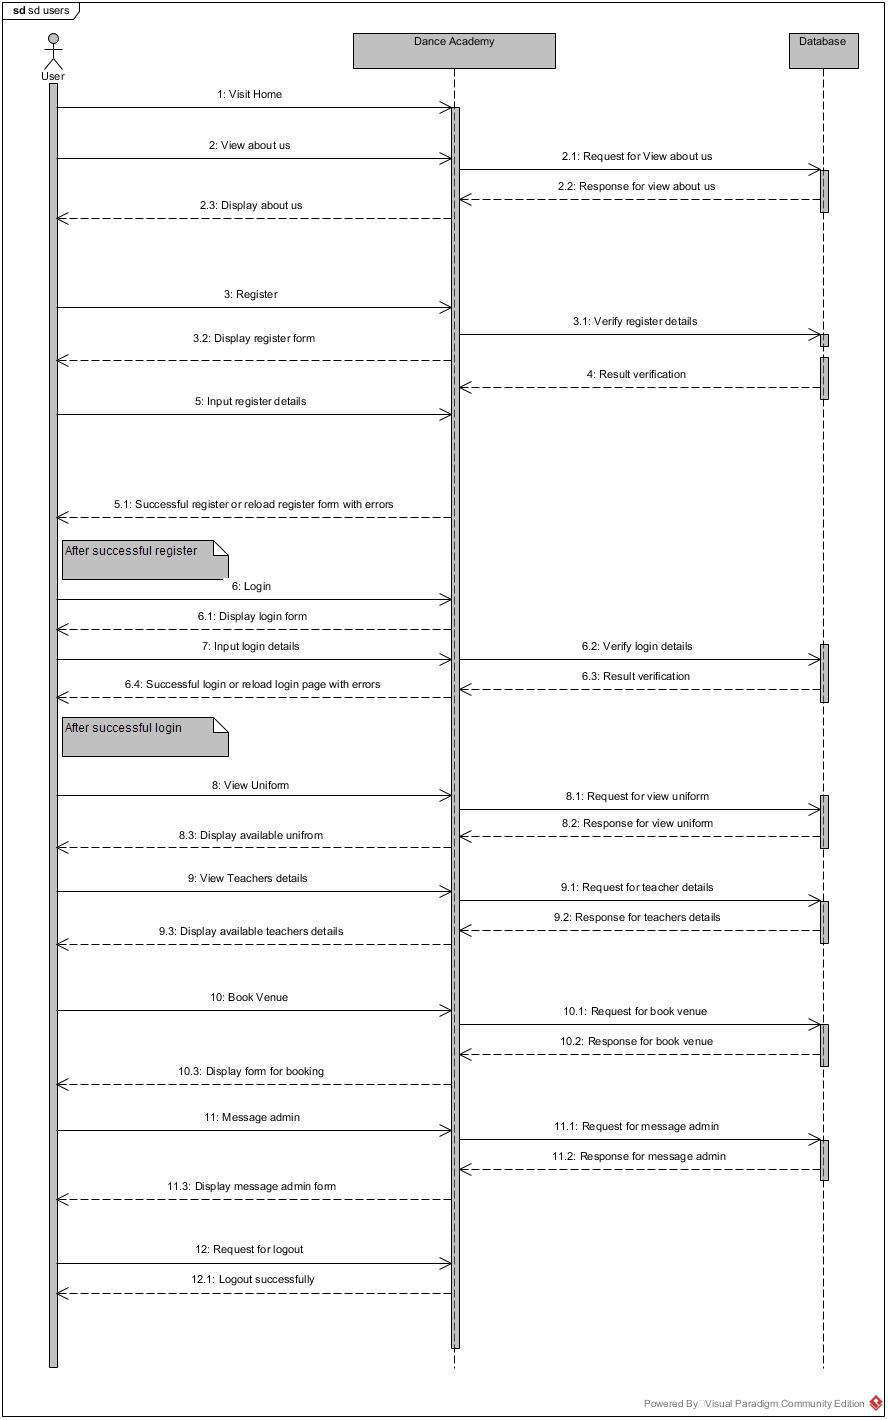 sd sd users
Dance Academy
Database
User
1: Visit Home
2: View about us
2.1: Request for View about us
2.2: Response for view about us
2.3: Display about us
3: Register
3.1: Verify register details
3.2: Display register form
4: Result verification
5: Input register details
5.1: Successful register or reload register form with errors
After successful register
6: Login
6.1: Display login form
7: Input login details
6.2: Verify login details
6.3: Result verification
6.4: Successful login or reload login page with errors
After successful login
8: View Uniform
8.1: Request for view uniform
8.2: Response for view uniform
8.3: Display available unifrom
9: View Teachers details
9.1: Request for teacher details
9.2: Response for teachers details
9.3: Display available teachers details
10: Book Venue
10.1: Request for book venue
10.2: Response for book venue
10.3: Display form for booking
11: Message admin
11.1: Request for message admin
11.2: Response for message admin
11.3: Display message admin form
12: Request for logout
12.1: Logout successfully
Powered By Visual Paradigm Community Edition